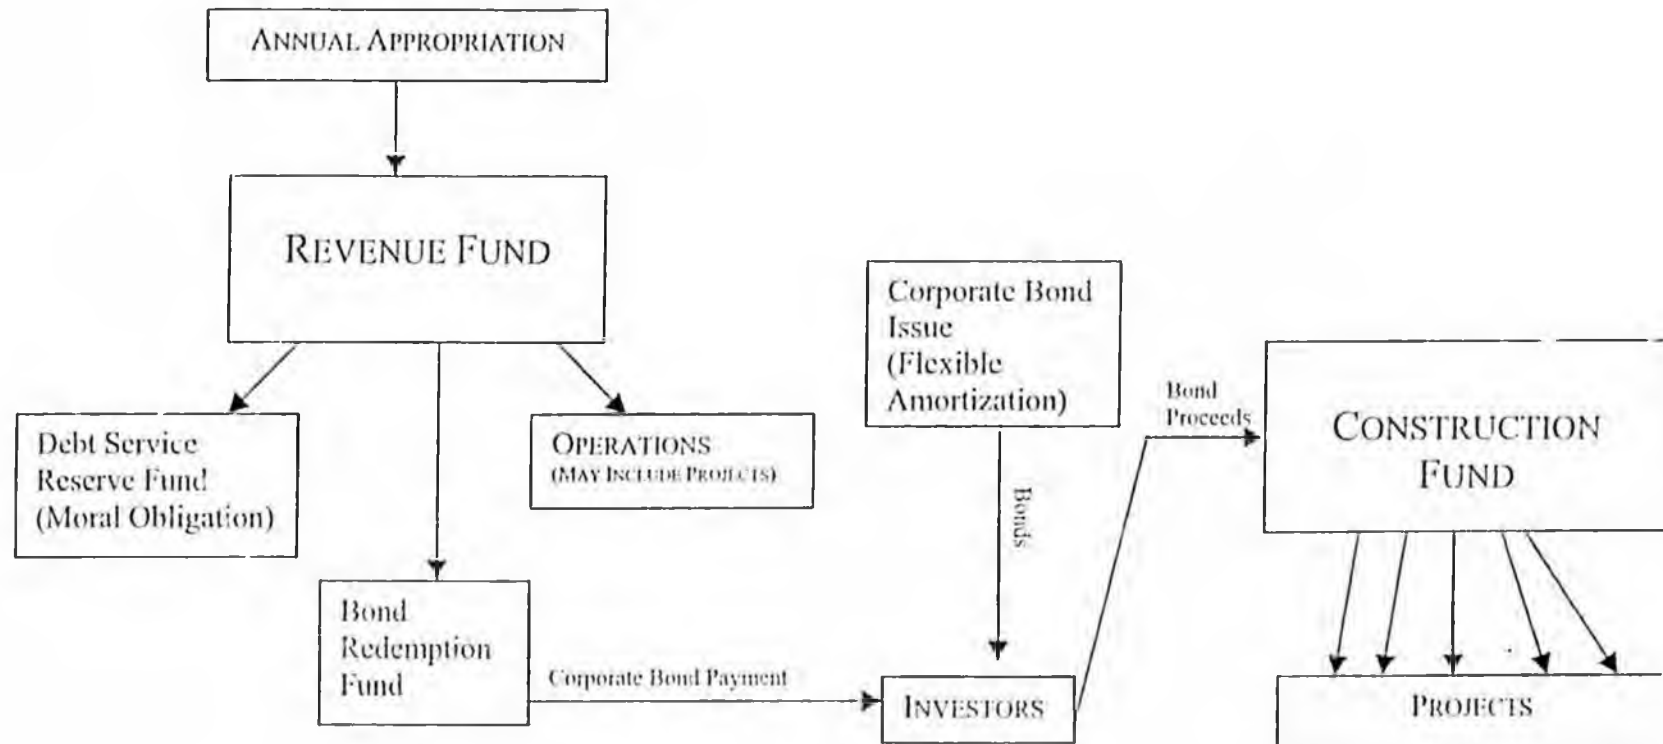 ANNUAL APPROPRIATION
REVENUE FUND
Debt Service
Reserve Fund
(Moral Obligation)
OPERATIONS
(MAY INCLUDE PROJECTS)
Bond
Redemption
Fund
Corporate Bond Payment
Corporate Bond
Issue
(Flexible
Amortization)
Bonds
INVESTORS
Bond
Proceeds
CONSTRUCTION
FUND
PROJECTS